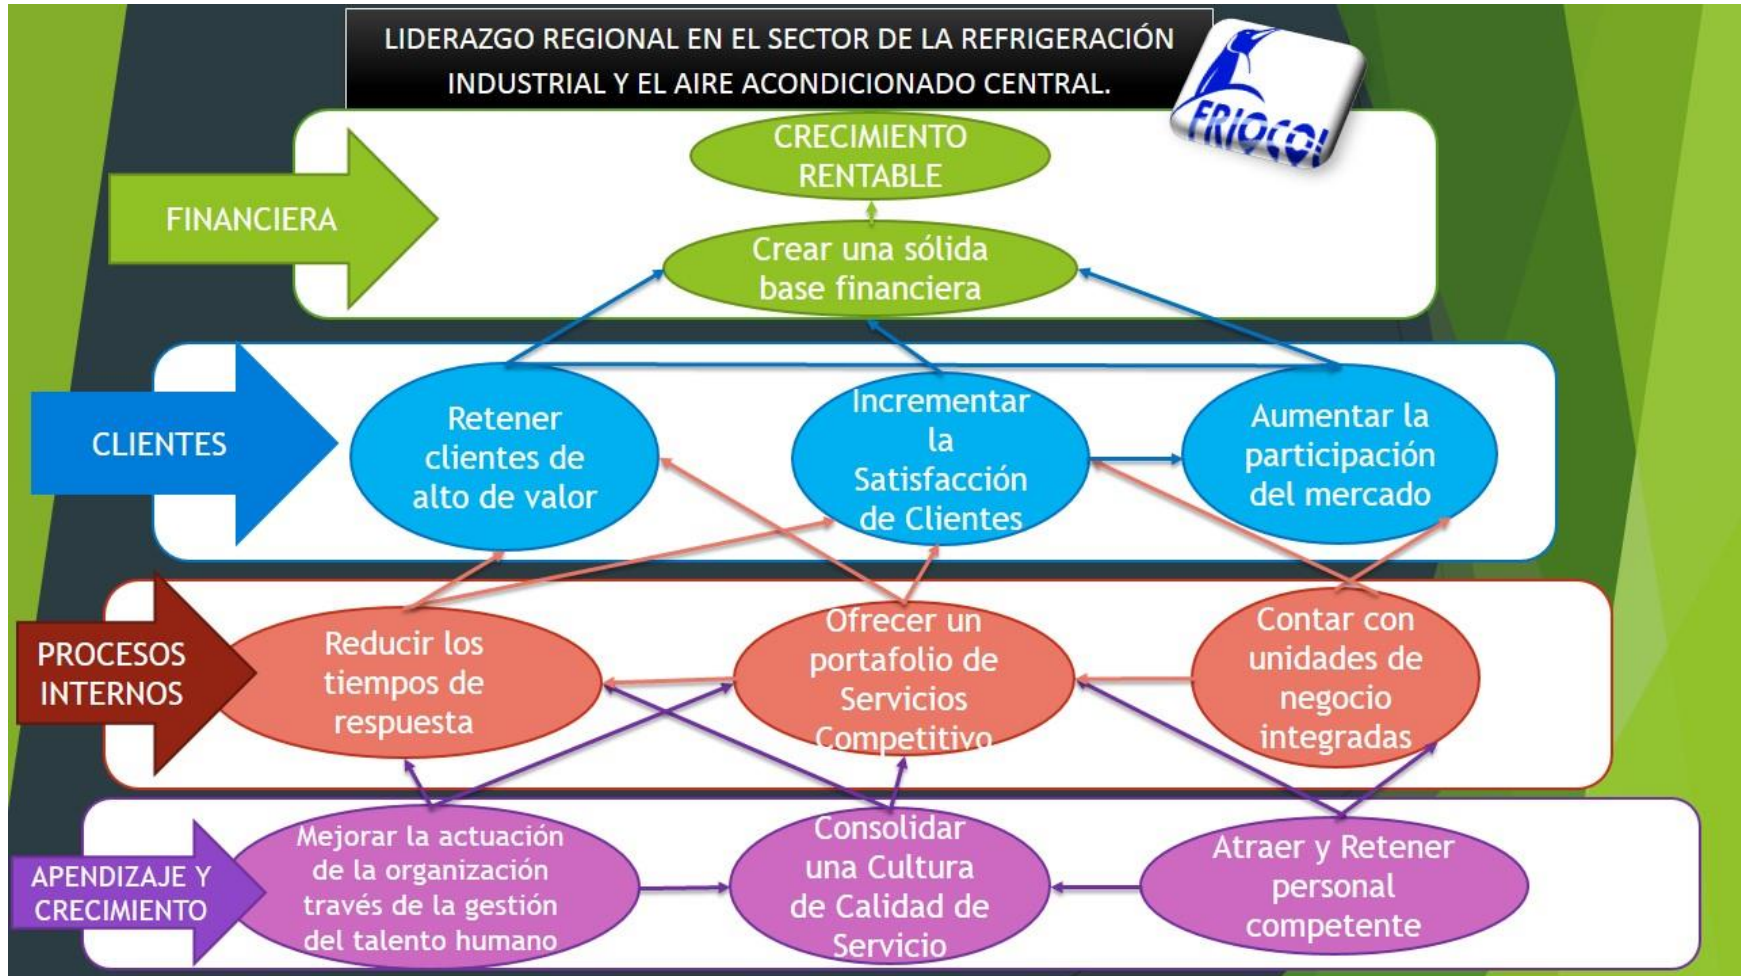 LIDERAZGO REGIONAL EN EL SECTOR DE LA REFRIGERACIÓN
INDUSTRIAL Y EL AIRE ACONDICIONADO CENTRAL.
FRIOCOL
FINANCIERA
CRECIMIENTO
RENTABLE
Crear una sólida
base financiera
CLIENTES
Retener
clientes de
alto de valor
Incrementar
la
Satisfacción
de Clientes
Aumentar la
participación
del mercado
PROCESOS
INTERNOS
Reducir los
tiempos de
respuesta
Ofrecer un
portafolio de
Servicios
Competitivo
Contar con
unidades de
negocio
integradas
APENDIZAJE Y
CRECIMIENTO
Mejorar la actuación
de la organización
través de la gestión
del talento humano
Consolidar
una Cultura
de Calidad de
Servicio
Atraer y Retener
personal
competente